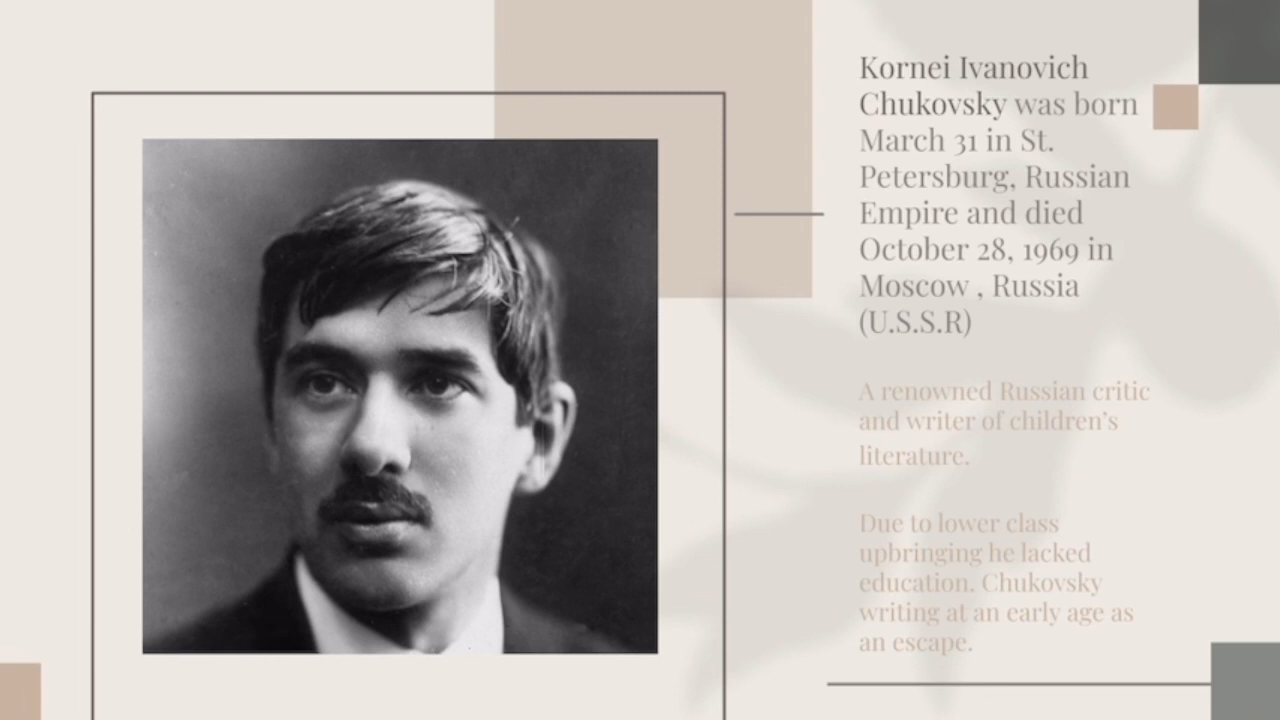 Kornei Ivanovich
Chukovsky was born
March 31 in St.
Petersburg, Russian
Empire and died
October 28, 1969 in
Moscow , Russia
(U.S.S.R)
A renowned Russian critic
and writer of children’s
literature.
Due to lower class
upbringing he lacked
education. Chukovsky
writing at an early age as
an escape.